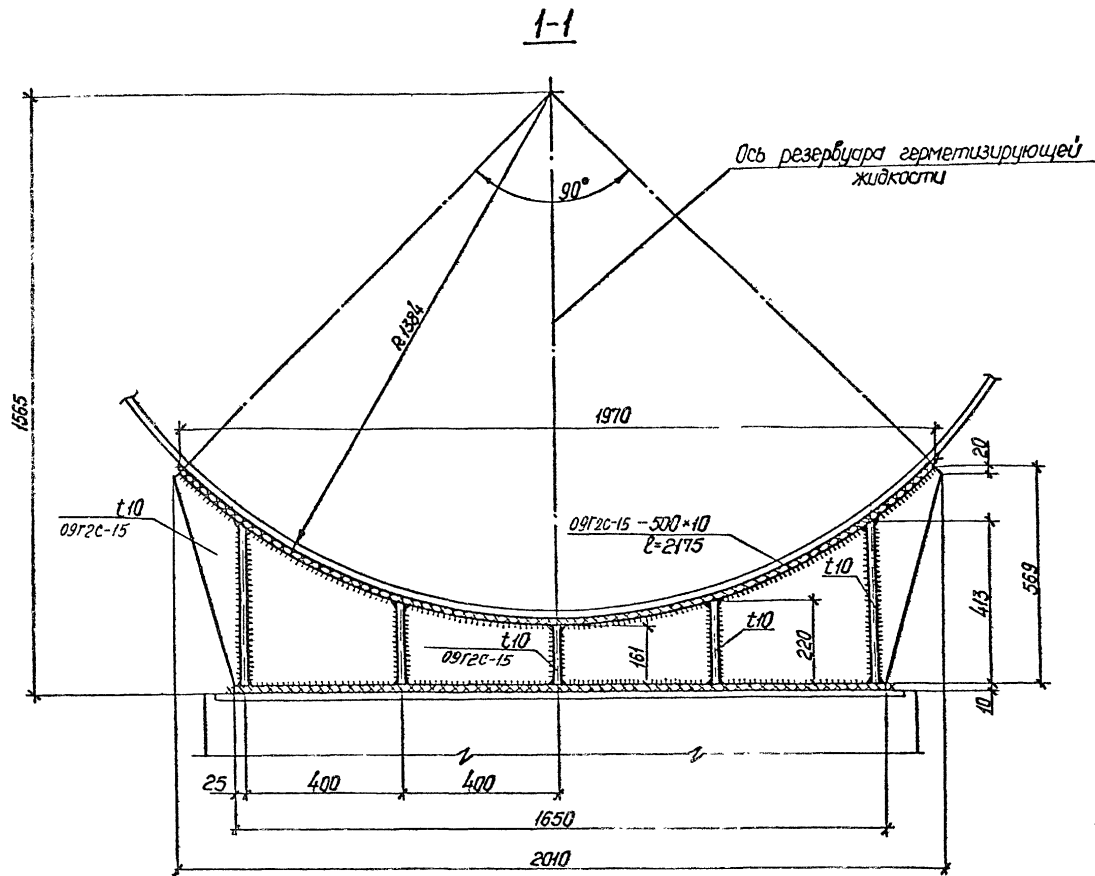 1-1
Ось резервуара герметизирующей
жидкости
90°
R1384
1565
1970
20
t10
09Г2С-15
09Г2С-15 -500×10
ℓ=2175
t10
413
569
t10
09Г2С-15
t10
161
220
10
25
400
400
1650
2010